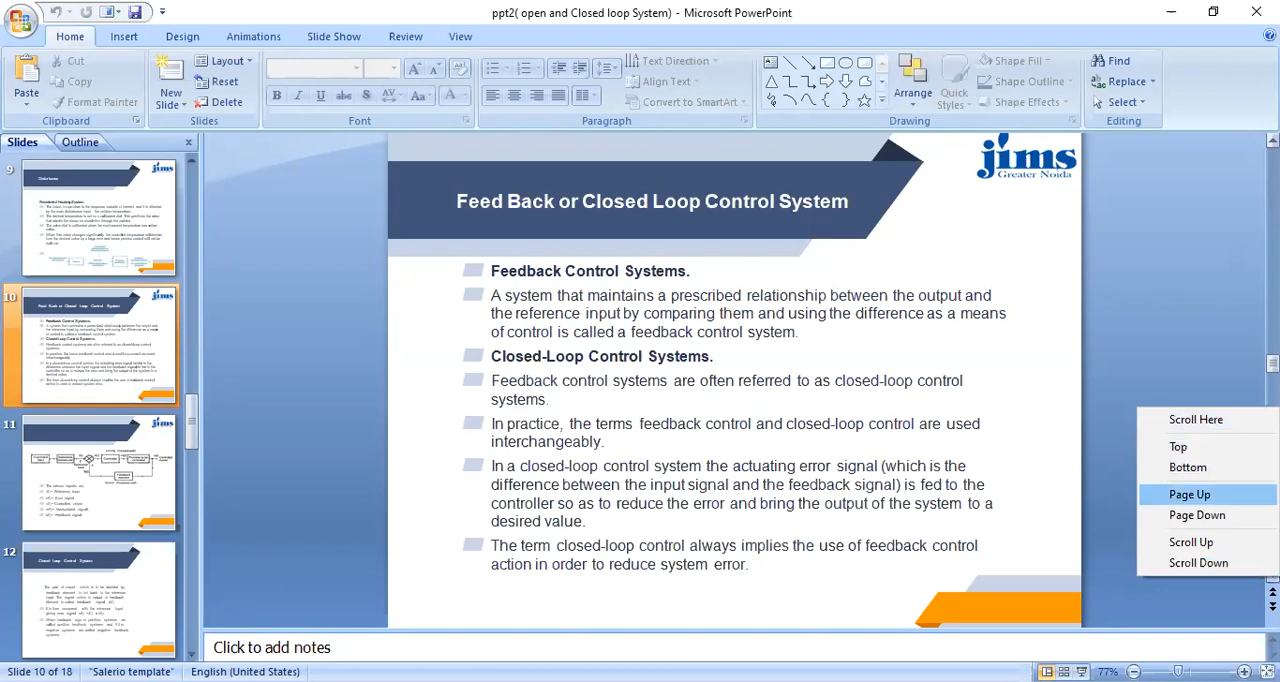 ppt2( open and Closed loop System) - Microsoft PowerPoint
Home Insert Design Animations Slide Show Review View
Paste
Cut
Copy
Format Painter
Clipboard
New
Slide
Layout
Reset
Delete
Slides
Font
Text Direction
Align Text
Convert to SmartArt
Paragraph
Arrange
Quick
Styles
Shape Fill
Shape Outline
Shape Effects
Drawing
Find
Replace
Select
Editing
Slides Outline
9
10
Feed Back or Closed Loop Control System
11
12
Closed Loop Control System
jims
Greater Noida
Feed Back or Closed Loop Control System
Feedback Control Systems.
A system that maintains a prescribed relationship between the output and
the reference input by comparing them and using the difference as a means
of control is called a feedback control system.
Closed-Loop Control Systems.
Feedback control systems are often referred to as closed-loop control
systems.
In practice, the terms feedback control and closed-loop control are used
interchangeably.
In a closed-loop control system the actuating error signal (which is the
difference between the input signal and the feedback signal) is fed to the
controller so as to reduce the error and bring the output of the system to a
desired value.
The term closed-loop control always implies the use of feedback control
action in order to reduce system error.
Scroll Here
Top
Bottom
Page Up
Page Down
Scroll Up
Scroll Down
Click to add notes
Slide 10 of 18 "Salerio template" English (United States) 77%